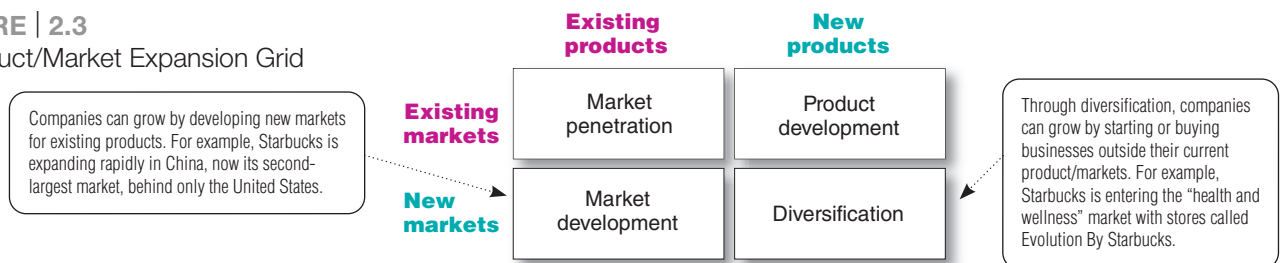 RE | 2.3
uct/Market Expansion Grid
Companies can grow by developing new markets
for existing products. For example, Starbucks is
expanding rapidly in China, now its second-
largest market, behind only the United States.
Existing
products
New
products
Existing
markets
Market
penetration
Product
development
New
markets
Market
development
Diversification
Through diversification, companies
can grow by starting or buying
businesses outside their current
product/markets. For example,
Starbucks is entering the “health and
wellness” market with stores called
Evolution By Starbucks.